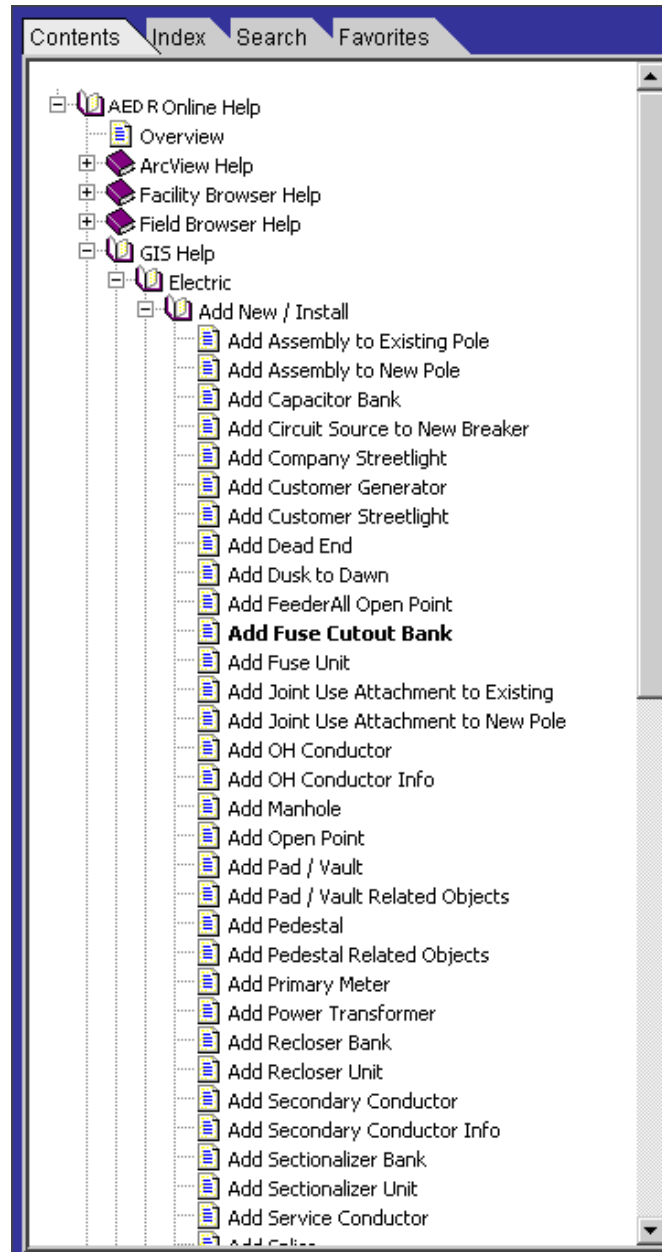 Contents Index Search Favorites
AED R Online Help
Overview
ArcView Help
Facility Browser Help
Field Browser Help
GIS Help
Electric
Add New / Install
Add Assembly to Existing Pole
Add Assembly to New Pole
Add Capacitor Bank
Add Circuit Source to New Breaker
Add Company Streetlight
Add Customer Generator
Add Customer Streetlight
Add Dead End
Add Dusk to Dawn
Add FeederAll Open Point
Add Fuse Cutout Bank
Add Fuse Unit
Add Joint Use Attachment to Existing
Add Joint Use Attachment to New Pole
Add OH Conductor
Add OH Conductor Info
Add Manhole
Add Open Point
Add Pad / Vault
Add Pad / Vault Related Objects
Add Pedestal
Add Pedestal Related Objects
Add Primary Meter
Add Power Transformer
Add Recloser Bank
Add Recloser Unit
Add Secondary Conductor
Add Secondary Conductor Info
Add Sectionalizer Bank
Add Sectionalizer Unit
Add Service Conductor
Add Splice